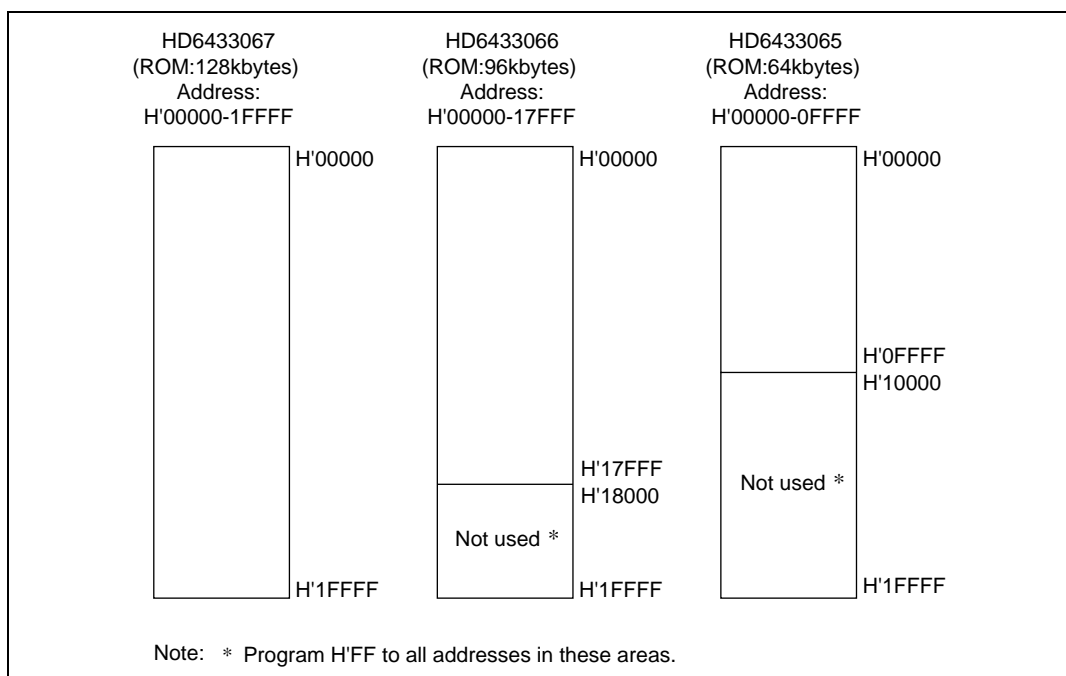 HD6433067
(ROM:128kbytes)
Address:
H'00000-1FFFF
H'00000
H'1FFFF
HD6433066
(ROM:96kbytes)
Address:
H'00000-17FFF
H'00000
H'17FFF
H'18000
Not used *
H'1FFFF
HD6433065
(ROM:64kbytes)
Address:
H'00000-0FFFF
H'00000
H'0FFFF
H'10000
Not used *
H'1FFFF
Note: * Program H'FF to all addresses in these areas.